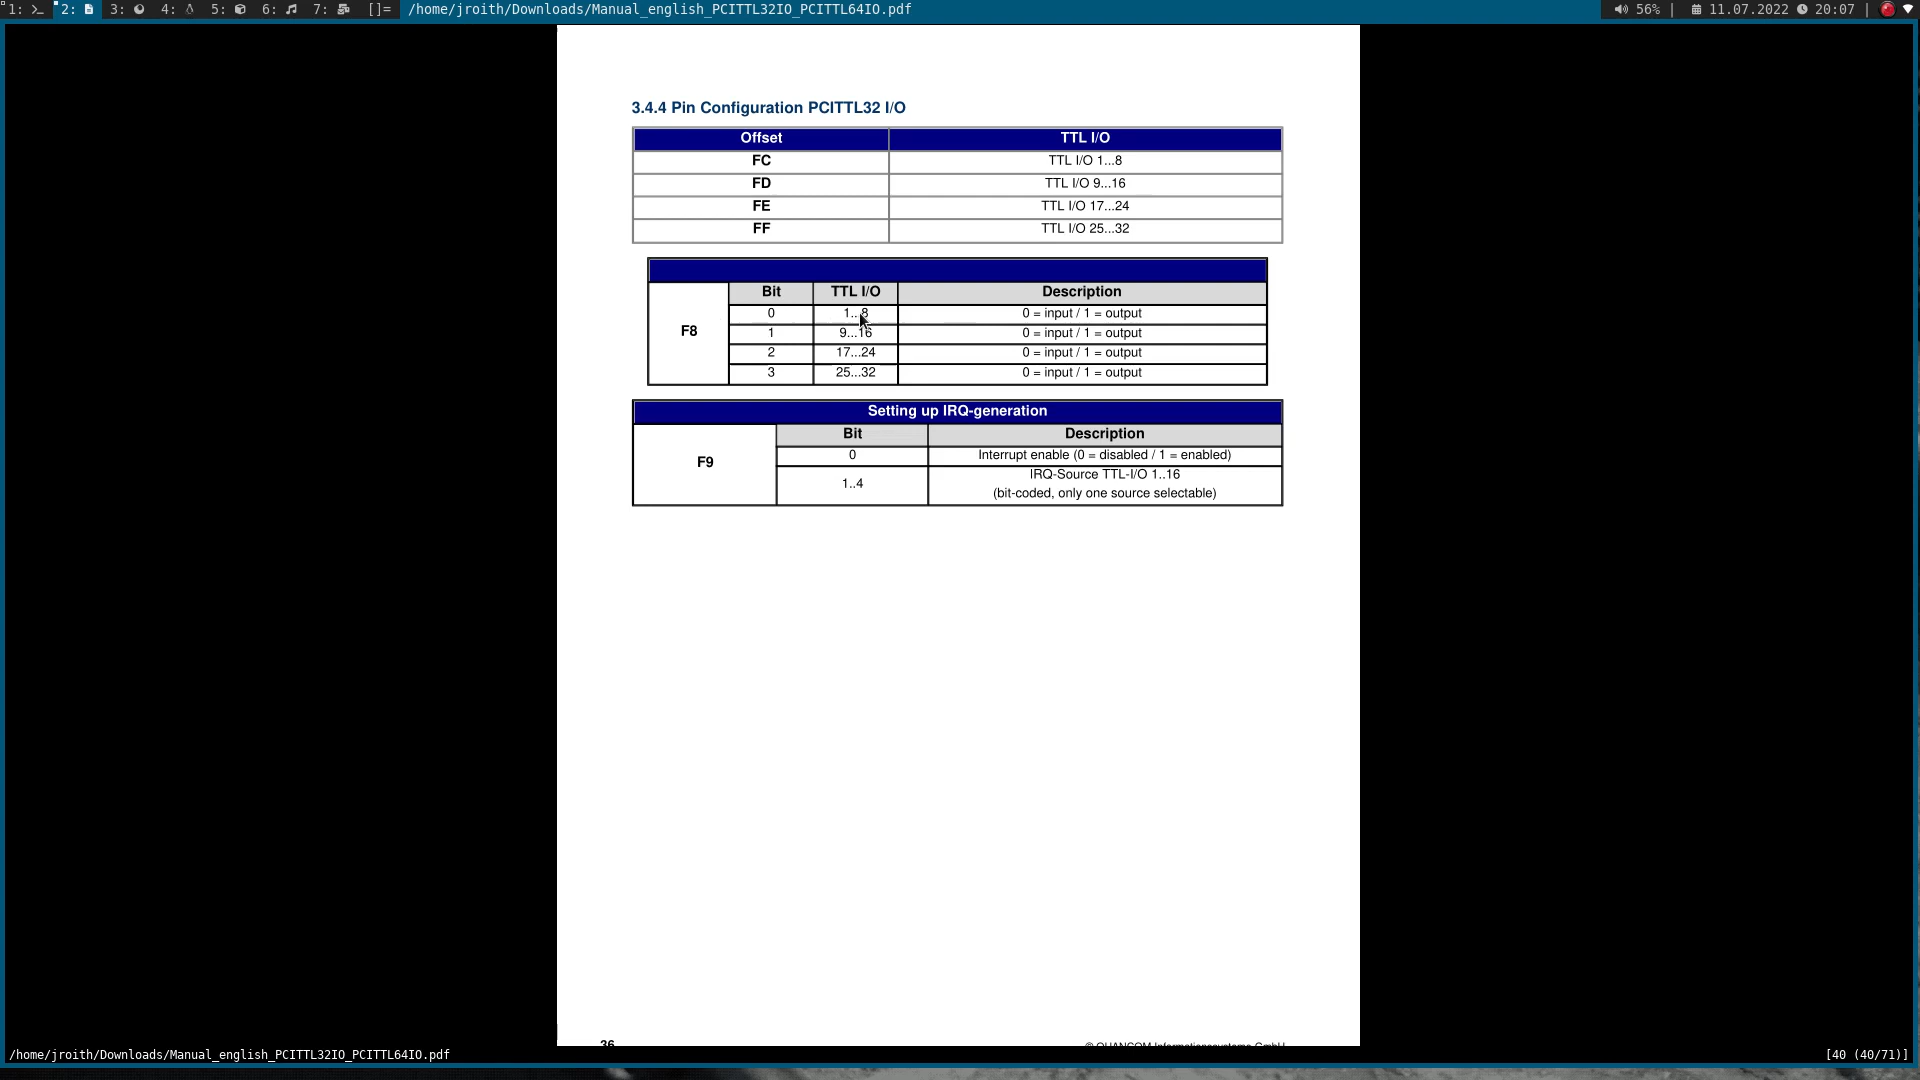 1: 2: 3: 4: 5: 6: 7: []= /home/jroith/Downloads/Manual_english_PCITTL32IO_PCITTL64IO.pdf 56% | 11.07.2022 20:07 |
3.4.4 Pin Configuration PCITTL32 I/O
Offset TTL I/O
FC TTL I/O 1...8
FD TTL I/O 9...16
FE TTL I/O 17...24
FF TTL I/O 25...32
Bit TTL I/O Description
F8
0 1...8 0 = input / 1 = output
1 9...16 0 = input / 1 = output
2 17...24 0 = input / 1 = output
3 25...32 0 = input / 1 = output
Setting up IRQ-generation
Bit Description
F9
0 Interrupt enable (0 = disabled / 1 = enabled)
1..4 IRQ-Source TTL-I/O 1..16
(bit-coded, only one source selectable)
36 © QUANCOM Informationssysteme GmbH
/home/jroith/Downloads/Manual_english_PCITTL32IO_PCITTL64IO.pdf [40 (40/71)]